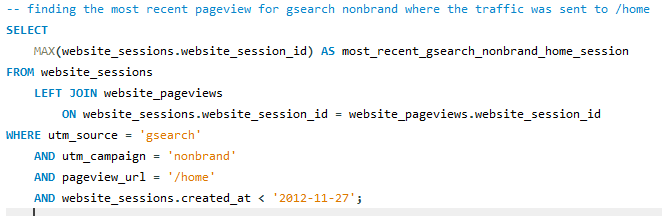 -- finding the most recent pageview for gsearch nonbrand where the traffic was sent to /home
SELECT
MAX(website_sessions.website_session_id) AS most_recent_gsearch_nonbrand_home_session
FROM website_sessions
LEFT JOIN website_pageviews
ON website_sessions.website_session_id = website_pageviews.website_session_id
WHERE utm_source = 'gsearch'
AND utm_campaign = 'nonbrand'
AND pageview_url = '/home'
AND website_sessions.created_at < '2012-11-27';